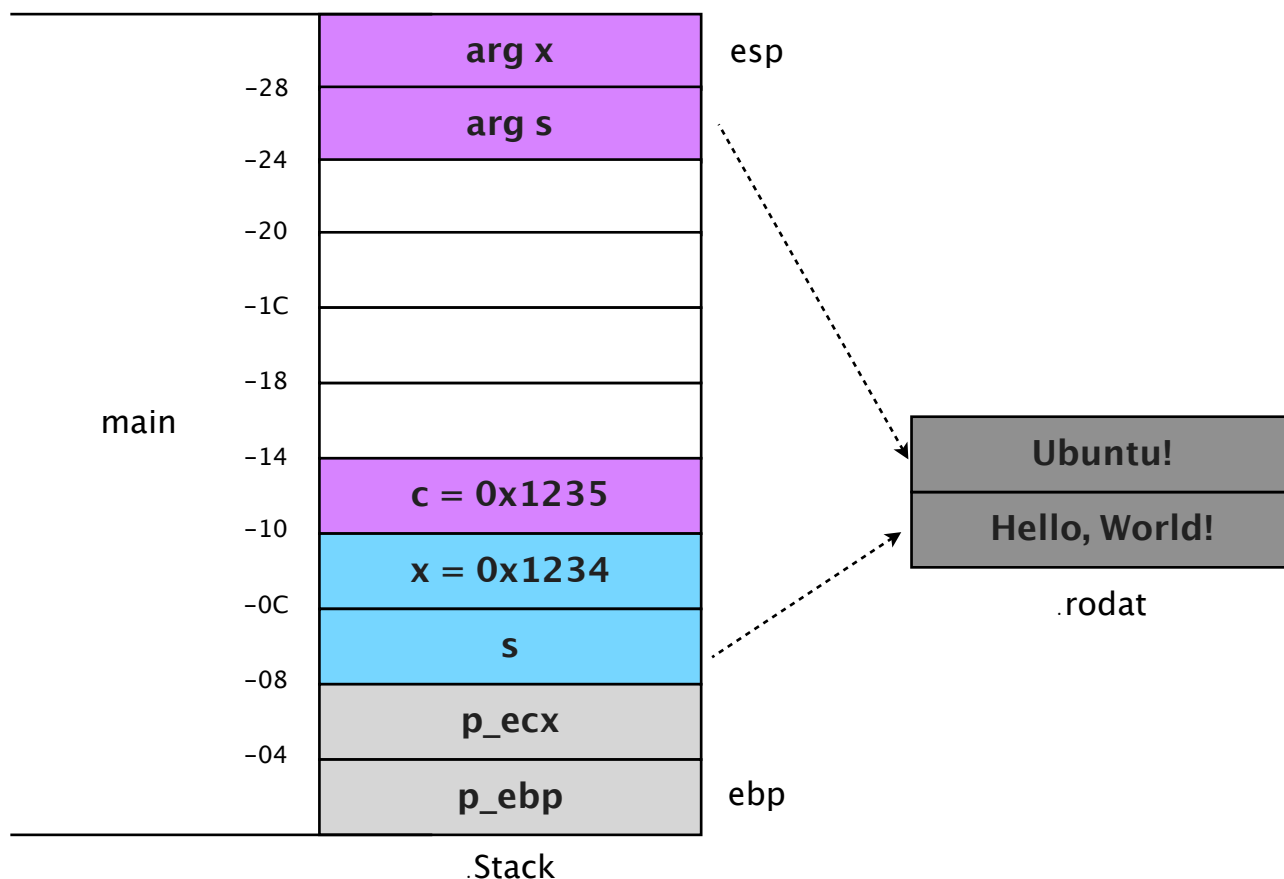 arg x
esp
-28
arg s
-24
-20
-1C
-18
main
-14
Ubuntu!
c = 0x1235
-10
Hello, World!
x = 0x1234
-0C
.rodat
s
-08
p_ecx
-04
p_ebp
ebp
.Stack